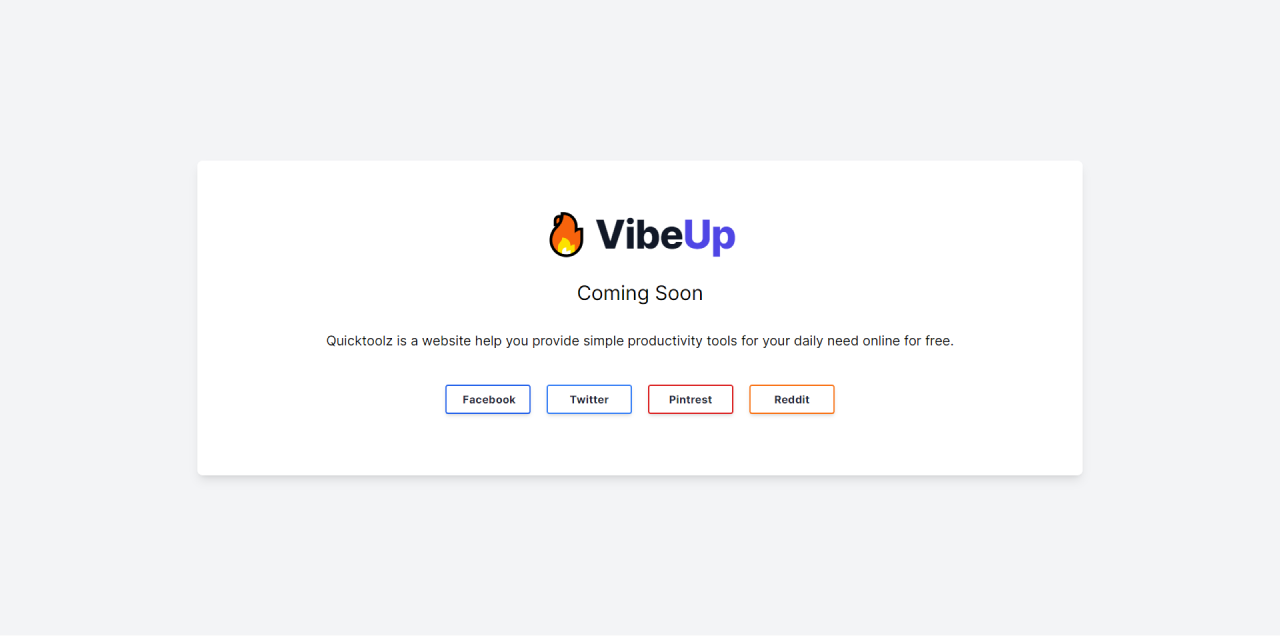 VibeUp
Coming Soon
Quicktoolz is a website help you provide simple productivity tools for your daily need online for free.
Facebook Twitter Pintrest Reddit